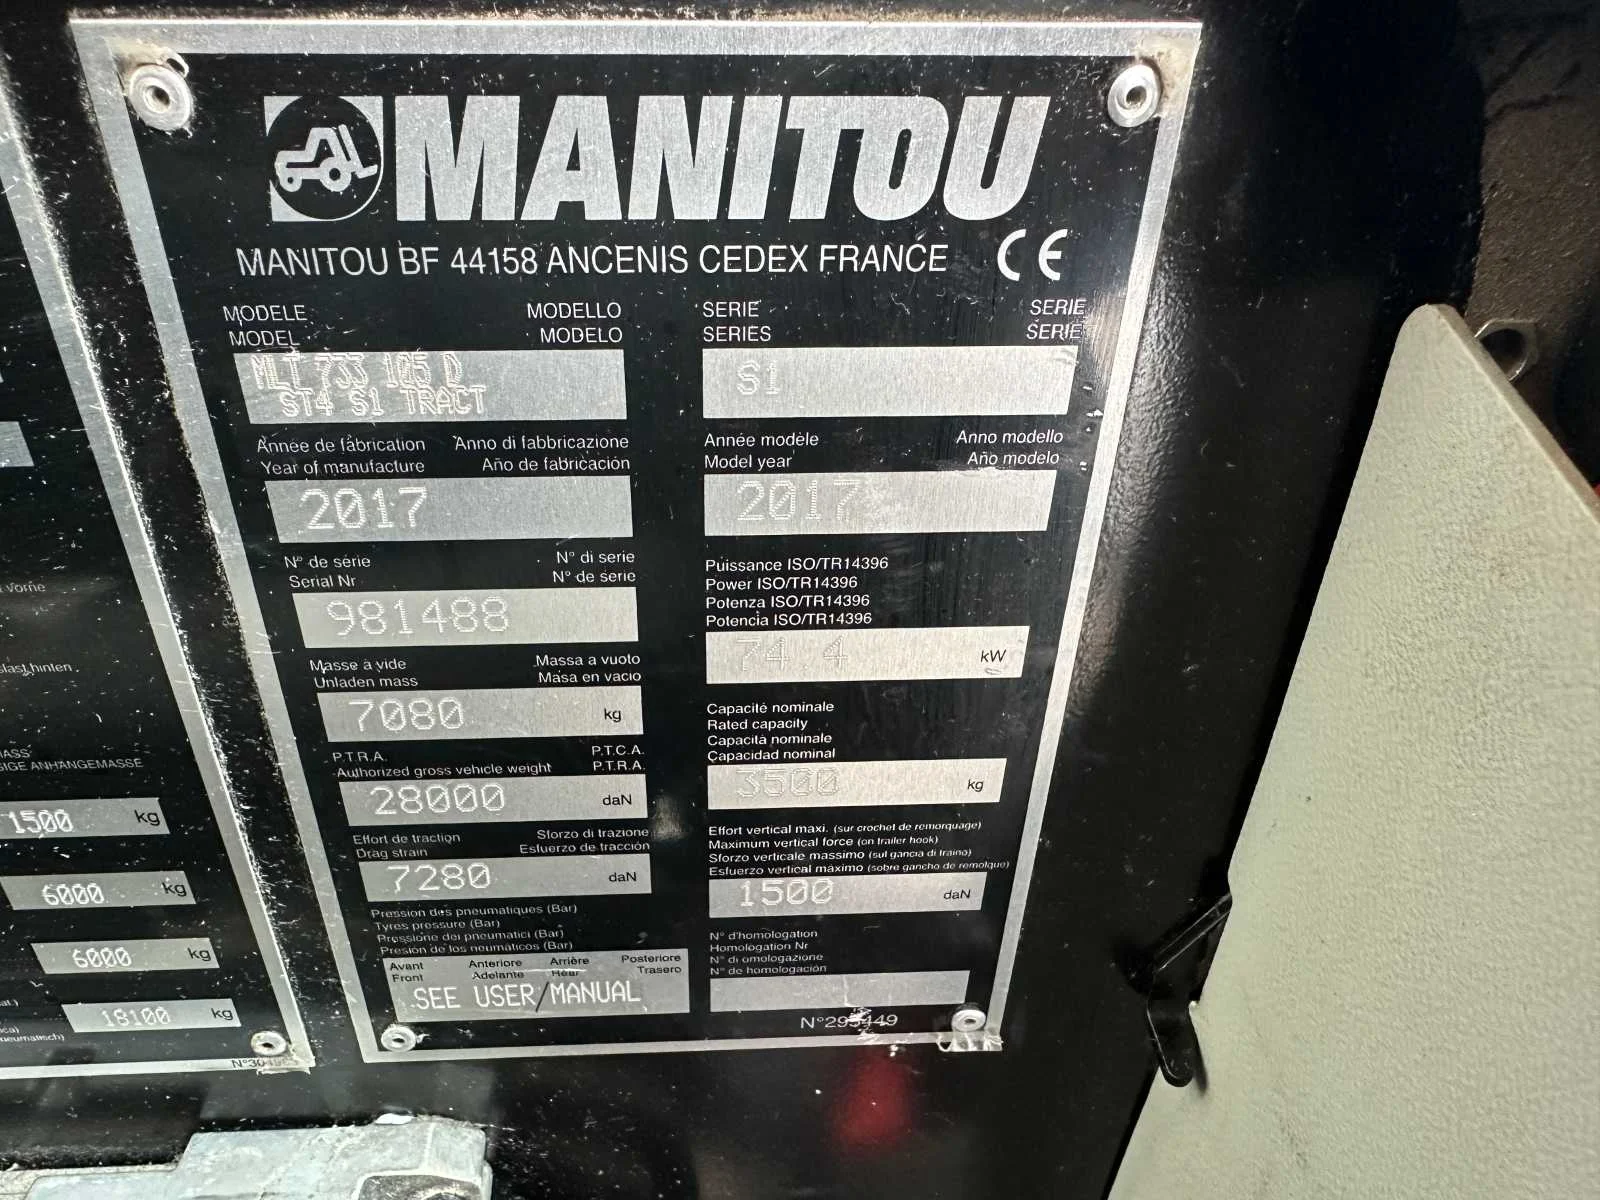 MANITOU
MANITOU BF 44158 ANCENIS CEDEX FRANCE CE
MODELE MODELLO
MODEL MODELO
MLT 733 105 D
ST4 S1 TRACT
Année de fabrication Anno di fabbricazione
Year of manufacture Año de fabricación
2017
N° de série N° di serie
Serial Nr N° de serie
981488
Masse à vide Massa a vuoto
Unladen mass Masa en vacio
7080 kg
P.T.R.A. P.T.C.A.
Authorized gross vehicle weight P.T.R.A.
28000 daN
Effort de traction Sforzo di trazione
Drag strain Esfuerzo de tracción
7280 daN
Pression des pneumatiques (Bar)
Tyres pressure (Bar)
Pressione dei pneumatici (Bar)
Presión de los neumáticos (Bar)
Avant Anteriore Arrière Posteriore
Front Adelante Rear Trasero
SEE USER/MANUAL
SERIE SERIE
SERIES SERIE
S1
Année modèle Anno modello
Model year Año modelo
2017
Puissance ISO/TR14396
Power ISO/TR14396
Potenza ISO/TR14396
Potencia ISO/TR14396
74.4 kW
Capacité nominale
Rated capacity
Capacitá nominale
Capacidad nominal
3500 kg
Effort vertical maxi. (sur crochet de remorquage)
Maximum vertical force (on trailer hook)
Sforzo verticale massimo (sul gancia di traino)
Esfuerzo vertical máximo (sobre gancho de remolque)
1500 daN
N° d'homologation
Homologation Nr
N° di omologazione
N° de homologación
vorne
hinten
ANHÄNGEMASSE
1500 kg
6000 kg
6000 kg
18100 kg